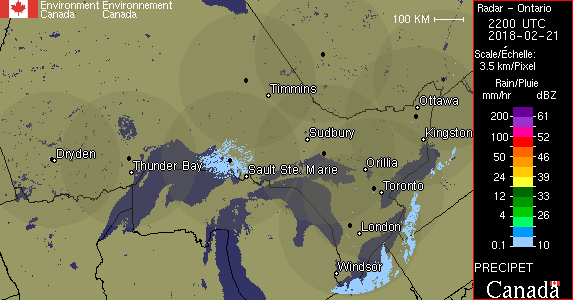 Environment Environnement
Canada Canada
100 KM
Timmins
Ottawa
Sudbury
Kingston
Dryden
Thunder Bay
Sault Ste. Marie
Orillia
Toronto
London
Windsor
Radar - Ontario
2200 UTC
2018-02-21
Scale/Échelle:
3.5 km/Pixel
Rain/Pluie
mm/hr dBZ
200 61
100 52
50 46
24 39
12 33
4 26
0.1 10
PRECIPET
Canada